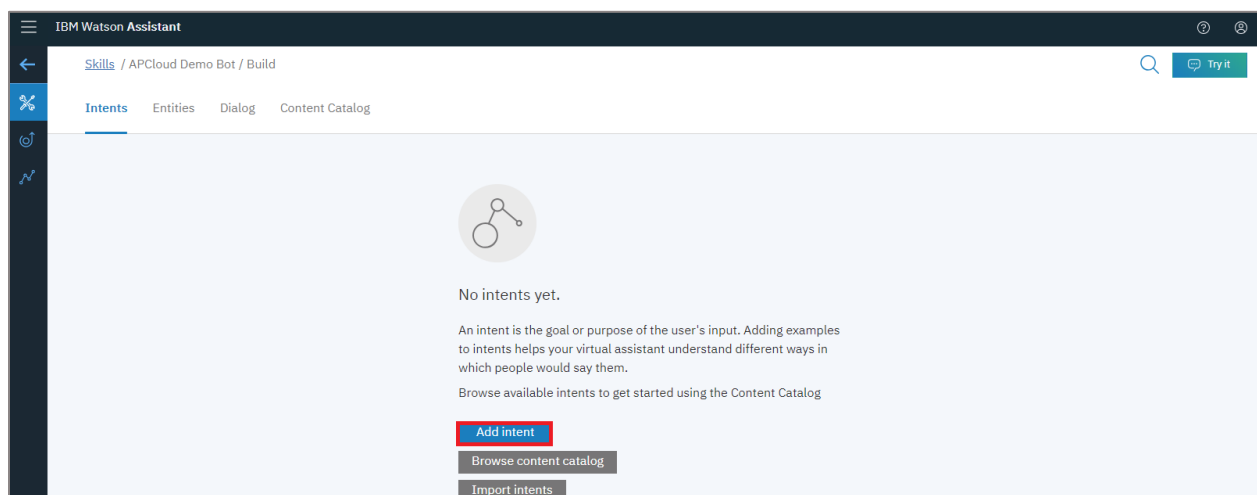 IBM Watson Assistant
Skills / APCloud Demo Bot / Build
Try it
Intents Entities Dialog Content Catalog
No intents yet.
An intent is the goal or purpose of the user's input. Adding examples
to intents helps your virtual assistant understand different ways in
which people would say them.
Browse available intents to get started using the Content Catalog
Add intent
Browse content catalog
Import intents